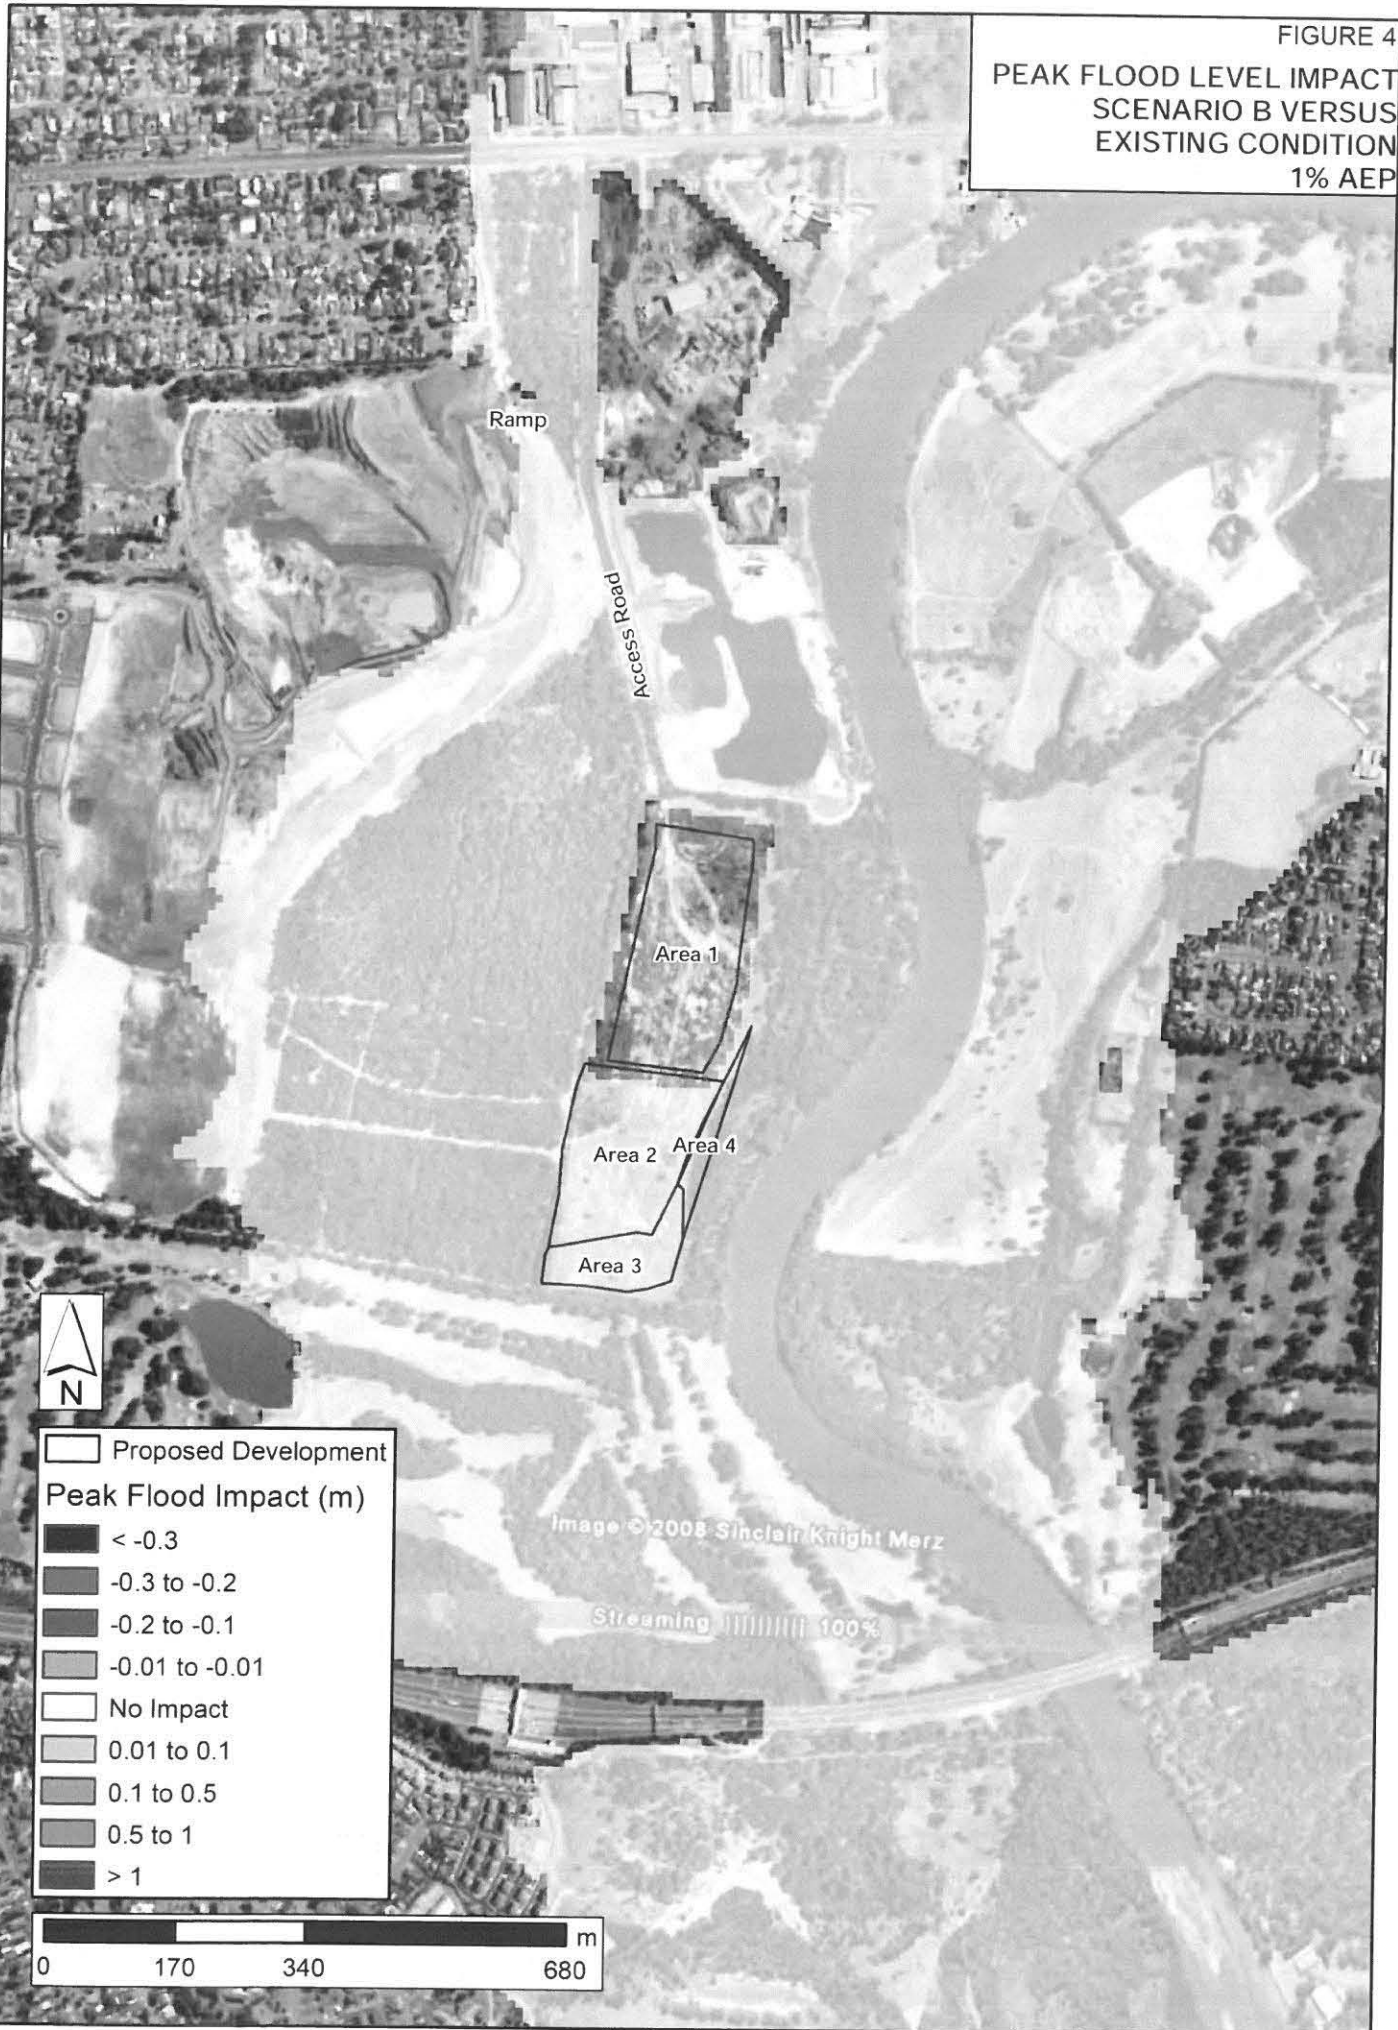 FIGURE 4
PEAK FLOOD LEVEL IMPACT
SCENARIO B VERSUS
EXISTING CONDITION
1% AEP
Ramp
Access Road
Area 1
Area 2
Area 4
Area 3
N
Proposed Development
Peak Flood Impact (m)
< -0.3
-0.3 to -0.2
-0.2 to -0.1
-0.01 to -0.01
No Impact
0.01 to 0.1
0.1 to 0.5
0.5 to 1
> 1
Image © 2008 Sinclair Knight Merz
Streaming |||||||||| 100%
m
0 170 340 680